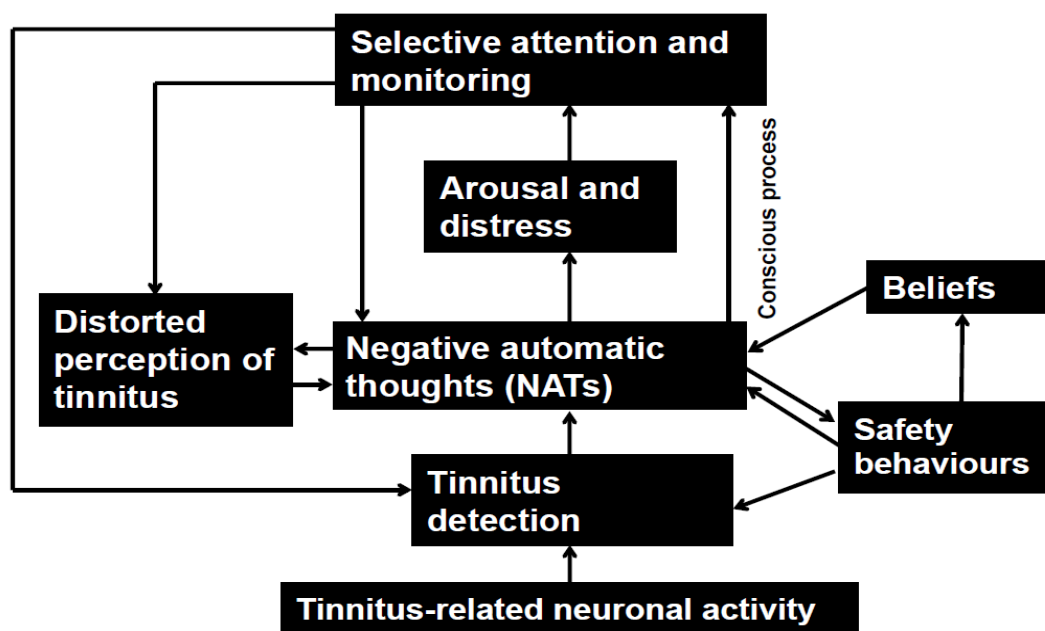 Selective attention and
monitoring
Conscious process
Arousal and
distress
Beliefs
Distorted
perception of
tinnitus
Negative automatic
thoughts (NATs)
Safety
behaviours
Tinnitus
detection
Tinnitus-related neuronal activity